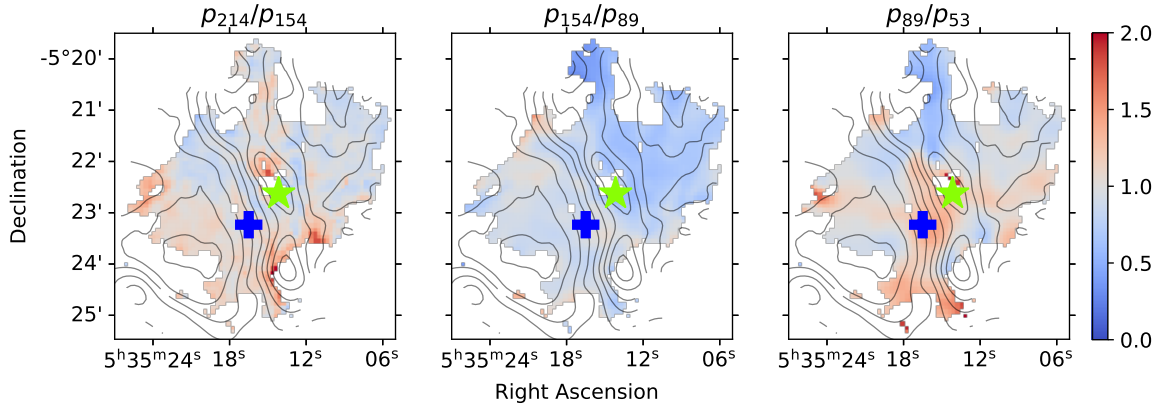 p₂₁₄/p₁₅₄ p₁₅₄/p₈₉ p₈₉/p₅₃
-5°20'
21'
22'
23'
24'
25'
Declination
5ʰ35ᵐ24ˢ 18ˢ 12ˢ 06ˢ 5ʰ35ᵐ24ˢ 18ˢ 12ˢ 06ˢ 5ʰ35ᵐ24ˢ 18ˢ 12ˢ 06ˢ
Right Ascension
2.0
1.5
1.0
0.5
0.0